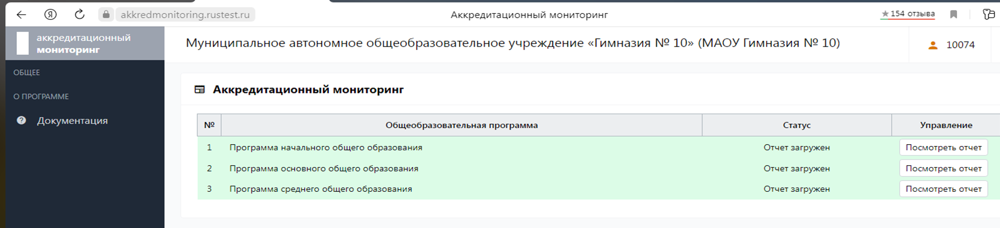 akkredmonitoring.rustest.ru
Аккредитационный мониторинг
154 отзыва
аккредитационный
мониторинг
Муниципальное автономное общеобразовательное учреждение «Гимназия № 10» (МАОУ Гимназия № 10)
10074
ОБЩЕЕ
О ПРОГРАММЕ
Документация
Аккредитационный мониторинг
№ Общеобразовательная программа Статус Управление
1 Программа начального общего образования Отчет загружен Посмотреть отчет
2 Программа основного общего образования Отчет загружен Посмотреть отчет
3 Программа среднего общего образования Отчет загружен Посмотреть отчет